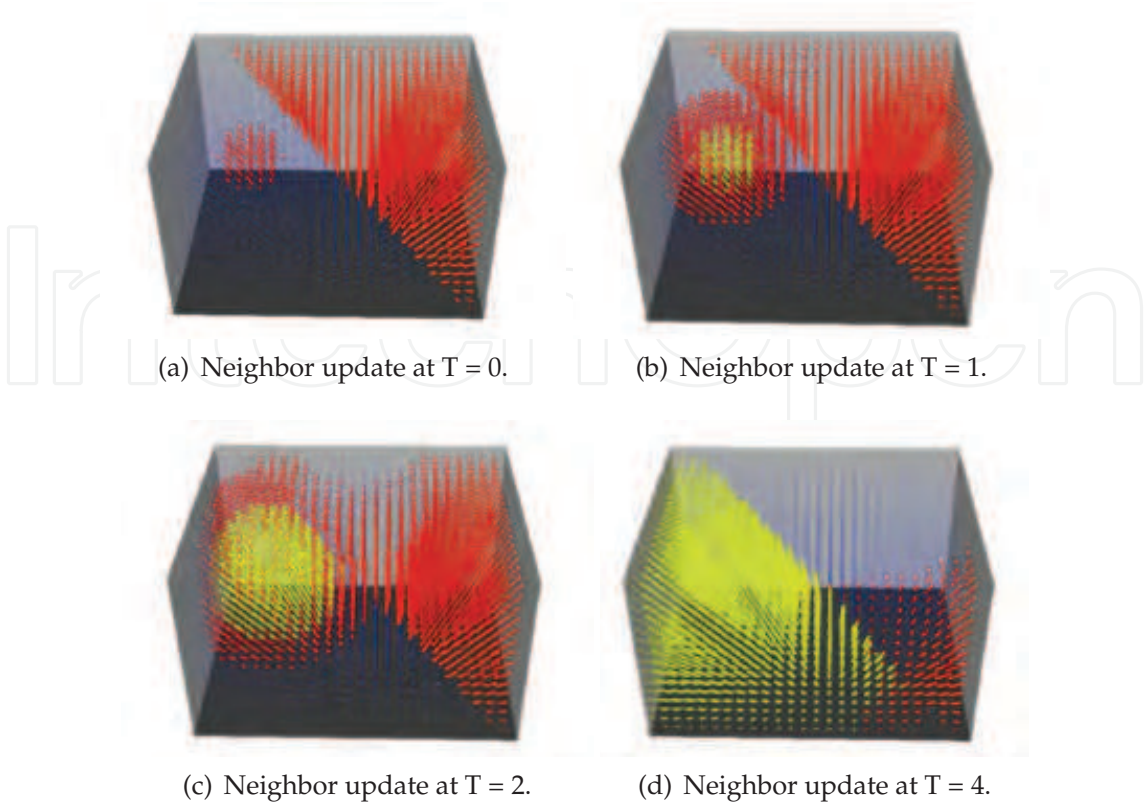 (a) Neighbor update at T = 0.
(b) Neighbor update at T = 1.
(c) Neighbor update at T = 2.
(d) Neighbor update at T = 4.